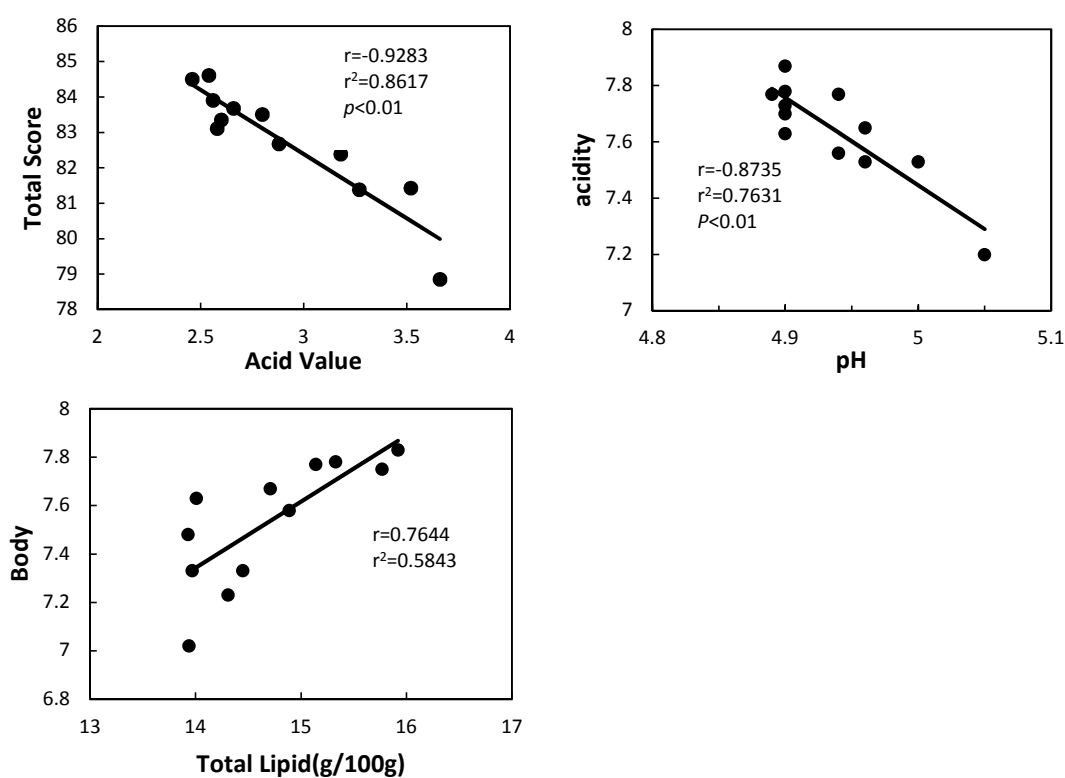 86
85
84
83
82
81
80
79
78
Total Score
r=-0.9283
r²=0.8617
p<0.01
2 2.5 3 3.5 4
Acid Value
8
7.8
7.6
7.4
7.2
7
acidity
r=-0.8735
r²=0.7631
P<0.01
4.8 4.9 5 5.1
pH
8
7.8
7.6
7.4
7.2
7
6.8
Body
r=0.7644
r²=0.5843
13 14 15 16 17
Total Lipid(g/100g)